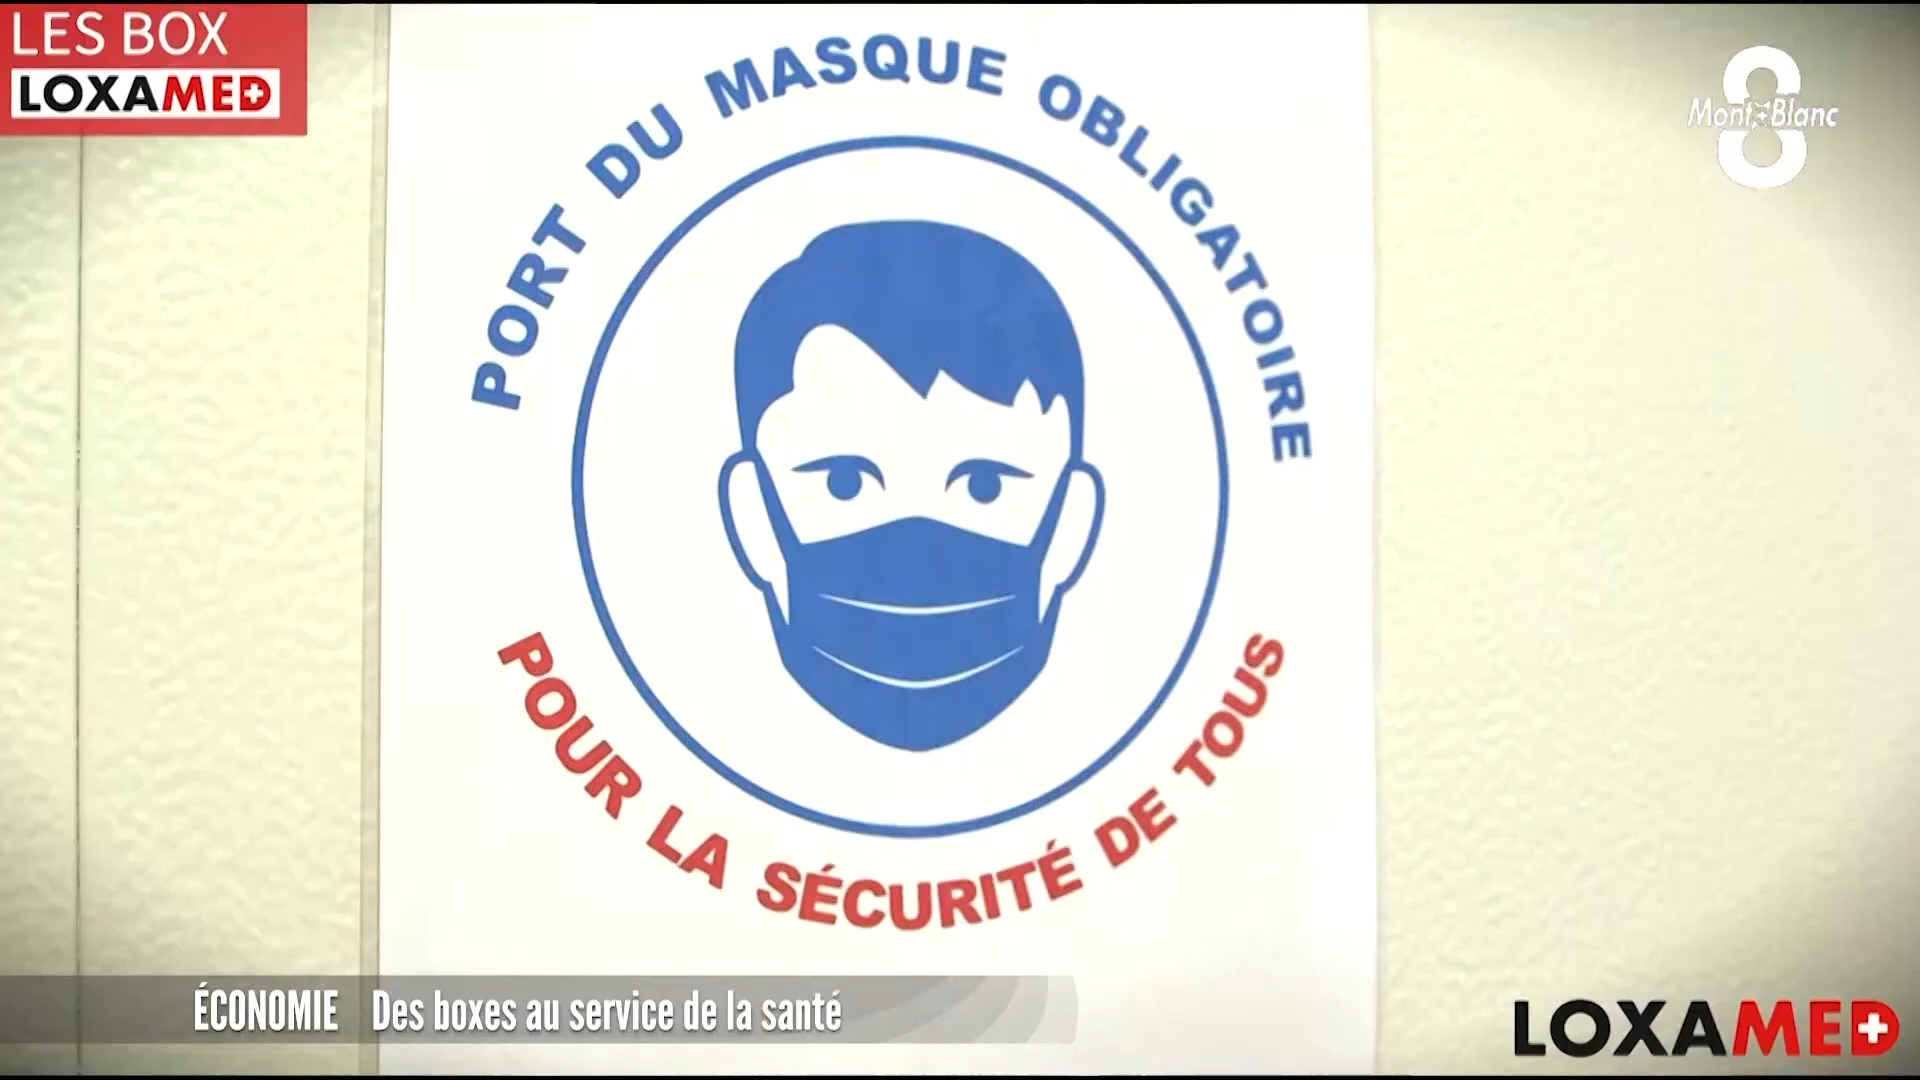 LES BOX
LOXAMED
8
Mont Blanc
PORT DU MASQUE OBLIGATOIRE
POUR LA SÉCURITÉ DE TOUS
ÉCONOMIE Des boxes au service de la santé
LOXAMED